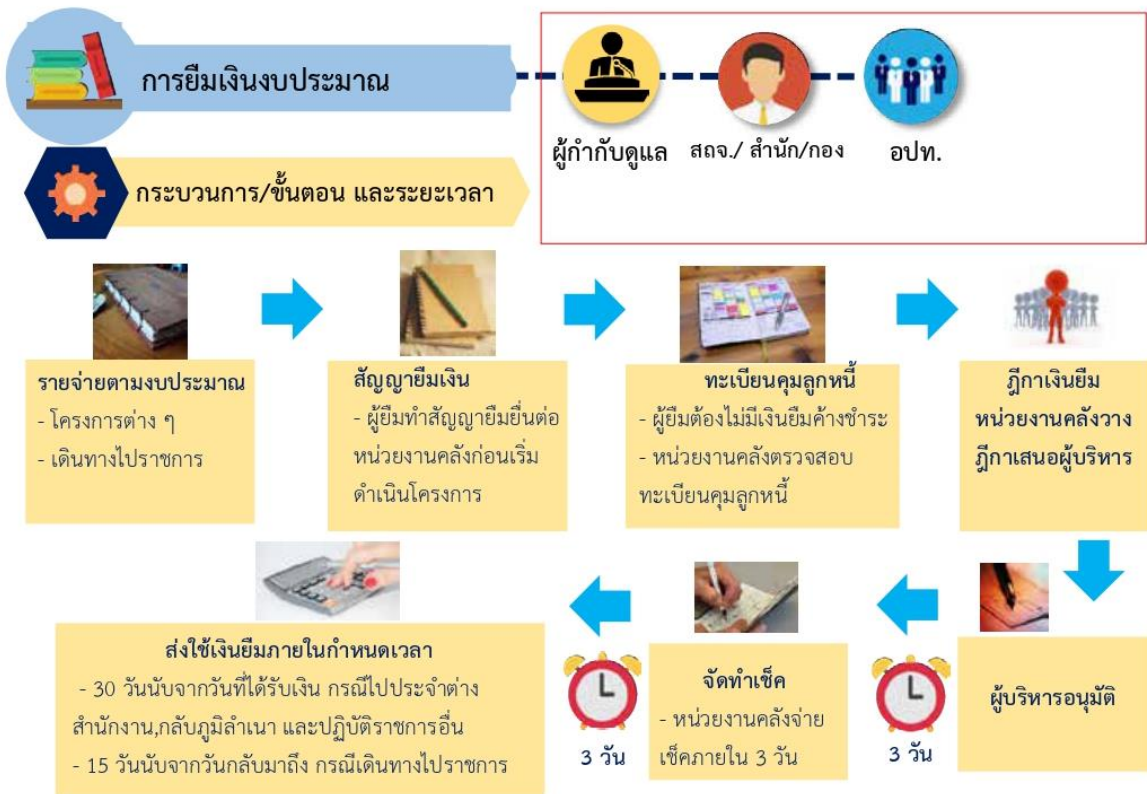 การยืมเงินงบประมาณ
ผู้กำกับดูแล
สถจ./ สำนัก/กอง
อปท.
กระบวนการ/ขั้นตอน และระยะเวลา
รายจ่ายตามงบประมาณ
- โครงการต่าง ๆ
- เดินทางไปราชการ
สัญญายืมเงิน
- ผู้ยืมทำสัญญายืมยื่นต่อ
หน่วยงานคลังก่อนเริ่ม
ดำเนินโครงการ
ทะเบียนคุมลูกหนี้
- ผู้ยืมต้องไม่มีเงินยืมค้างชำระ
- หน่วยงานคลังตรวจสอบ
ทะเบียนคุมลูกหนี้
ฎีกาเงินยืม
หน่วยงานคลังวาง
ฎีกาเสนอผู้บริหาร
ผู้บริหารอนุมัติ
3 วัน
จัดทำเช็ค
- หน่วยงานคลังจ่าย
เช็คภายใน 3 วัน
3 วัน
ส่งใช้เงินยืมภายในกำหนดเวลา
- 30 วันนับจากวันที่ได้รับเงิน กรณีไปประจำต่าง
สำนักงาน,กลับภูมิลำเนา และปฏิบัติราชการอื่น
- 15 วันนับจากวันกลับมาถึง กรณีเดินทางไปราชการ